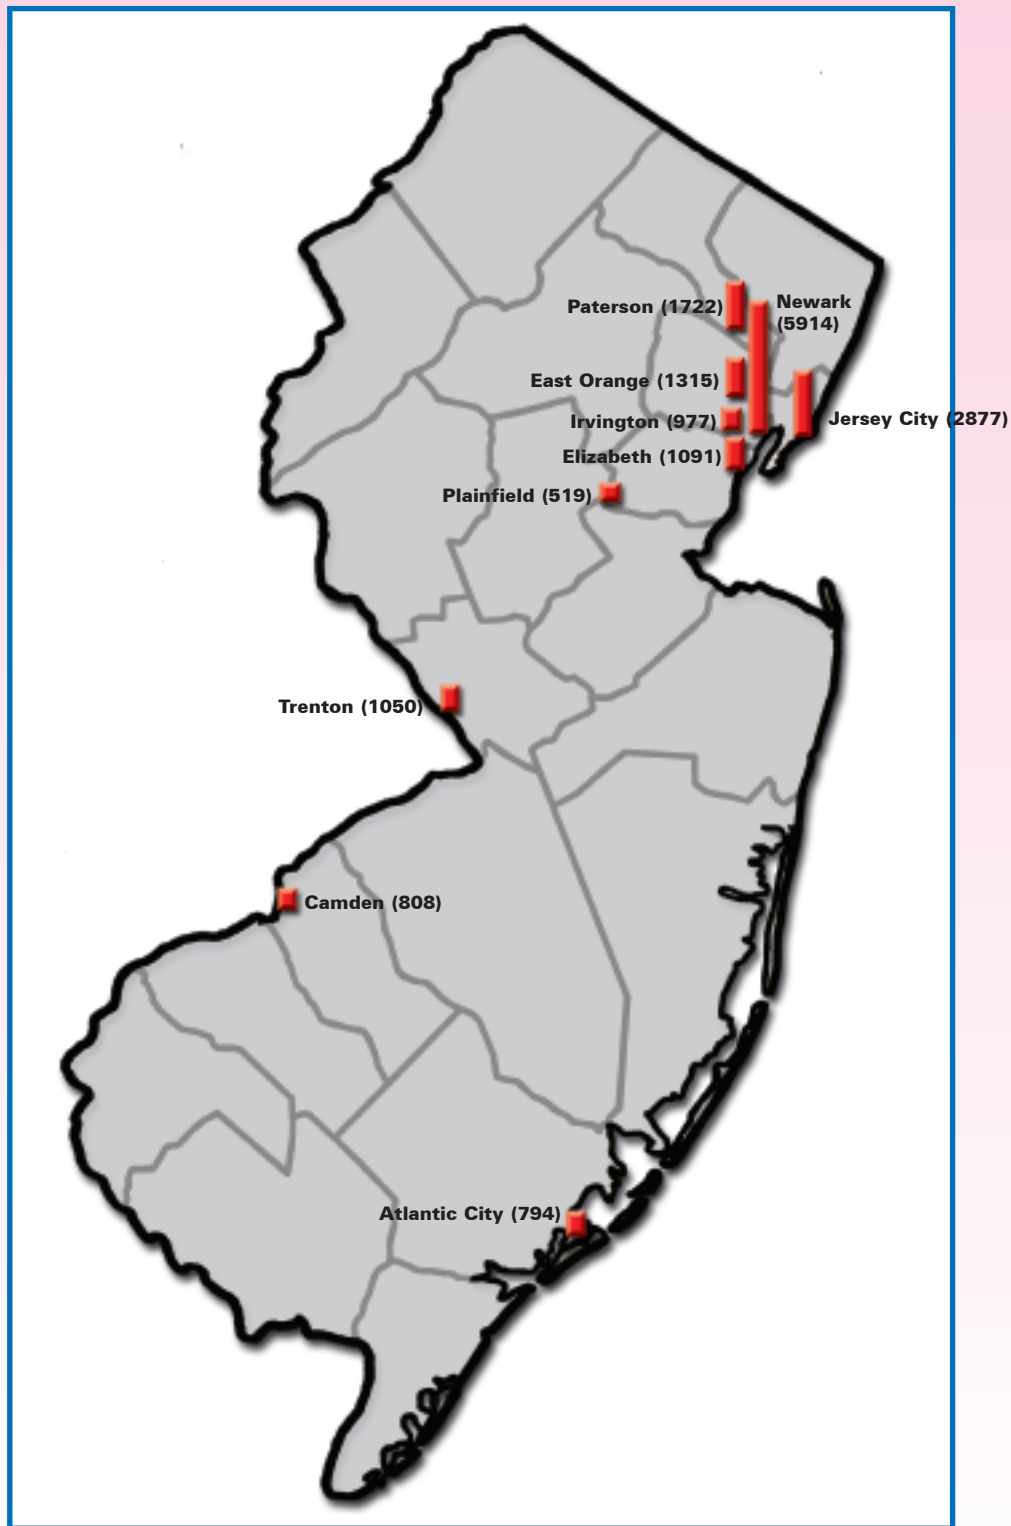 Paterson (1722)
Newark
(5914)
East Orange (1315)
Irvington (977)
Jersey City (2877)
Elizabeth (1091)
Plainfield (519)
Trenton (1050)
Camden (808)
Atlantic City (794)